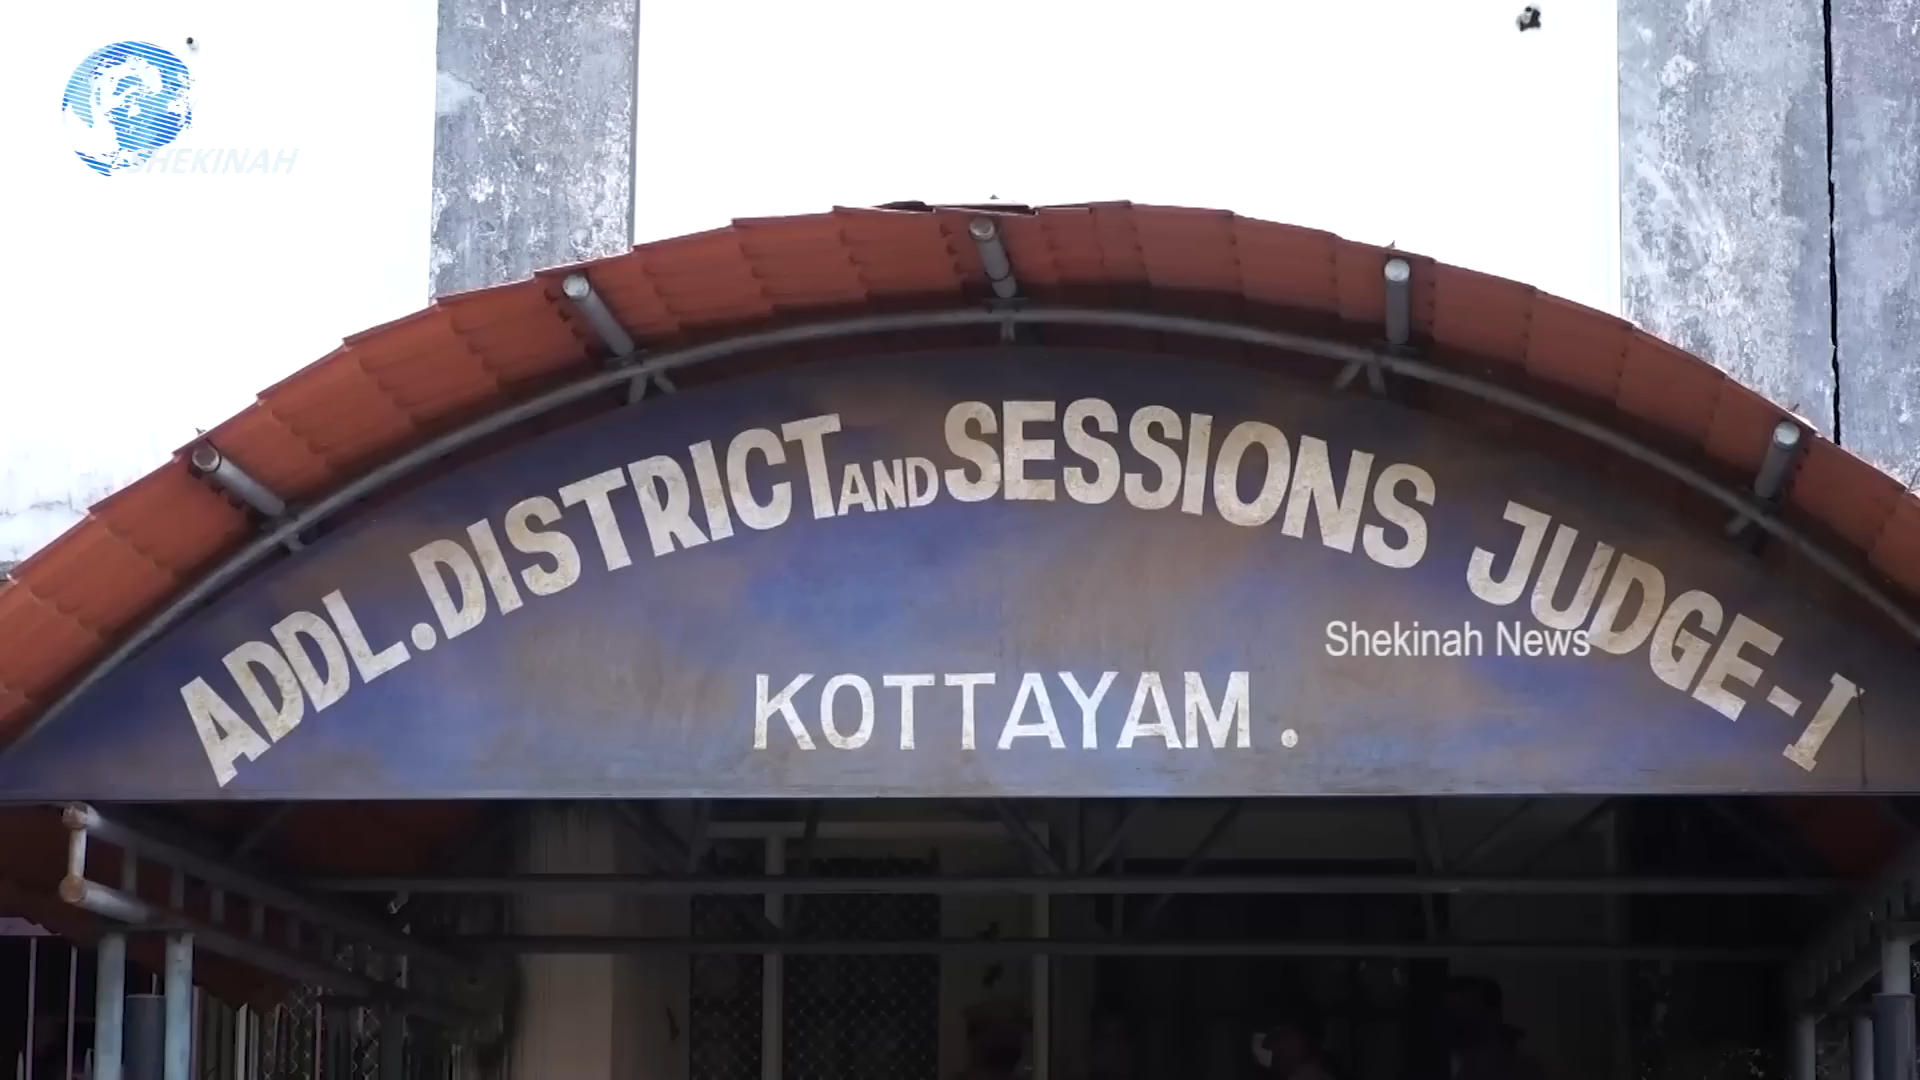 SHEKINAH
ADDL. DISTRICT AND SESSIONS JUDGE-I
Shekinah News
KOTTAYAM.